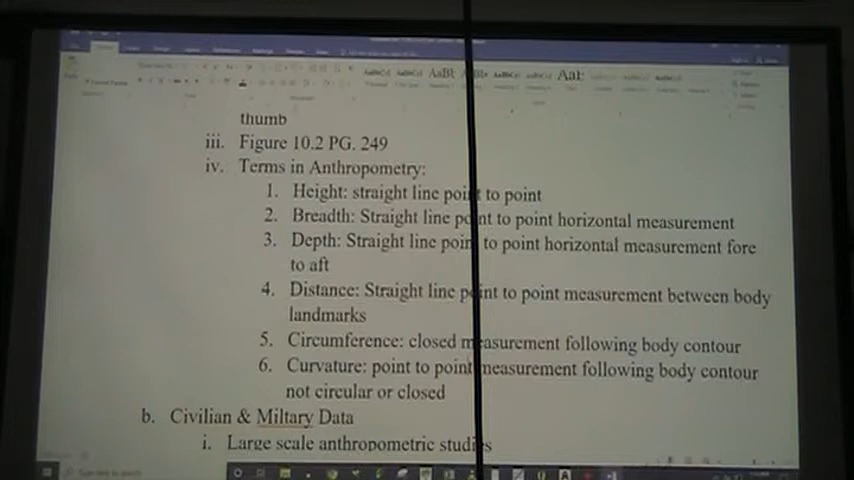 thumb
iii. Figure 10.2 PG. 249
iv. Terms in Anthropometry:
1. Height: straight line point to point
2. Breadth: Straight line point to point horizontal measurement
3. Depth: Straight line point to point horizontal measurement fore
to aft
4. Distance: Straight line point to point measurement between body
landmarks
5. Circumference: closed measurement following body contour
6. Curvature: point to point measurement following body contour
not circular or closed
b. Civilian & Miltary Data
i. Large scale anthropometric studies